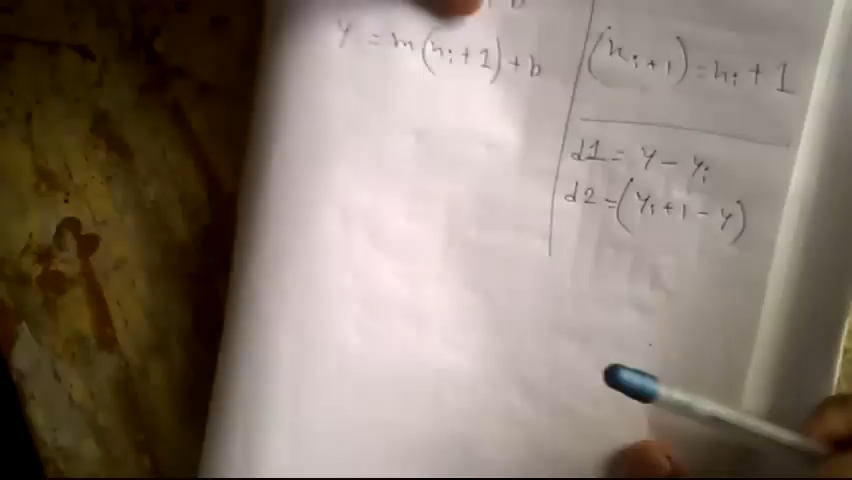 b
y = m(xi + 1) + b
(xi+1) = xi + 1
d1 = y - yi
d2 = (yi + 1 - y)